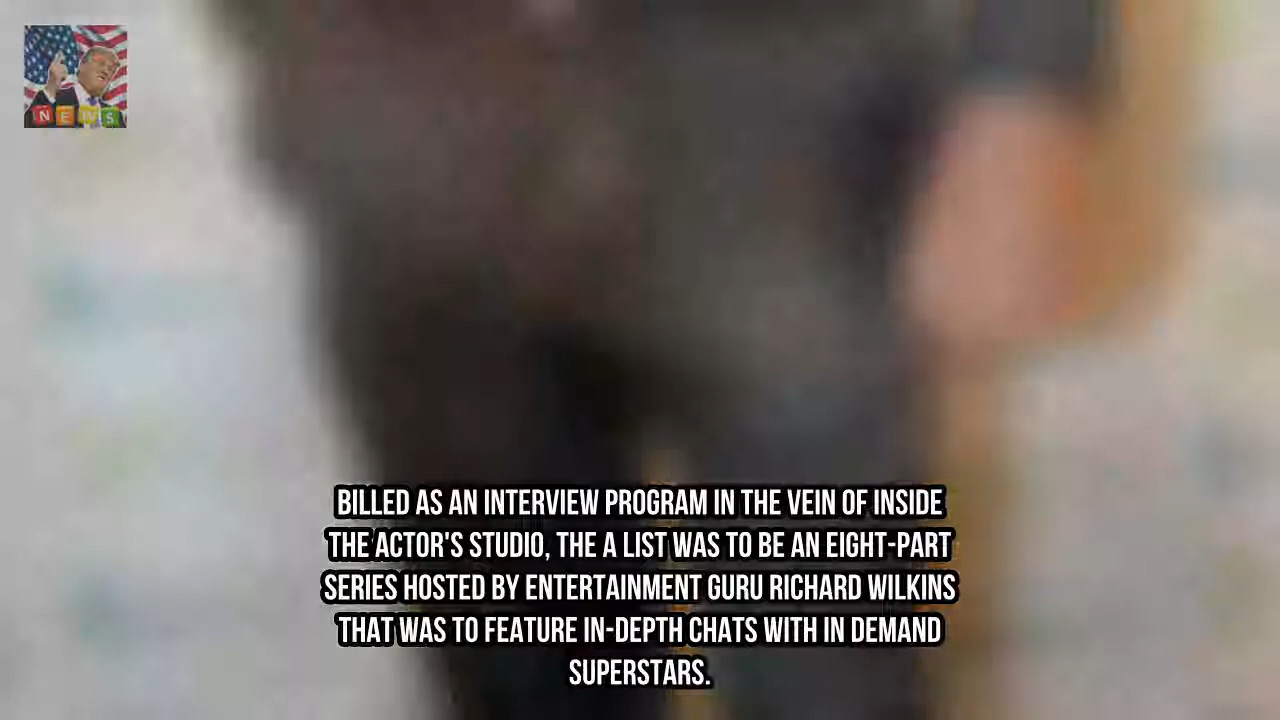 NEWS
BILLED AS AN INTERVIEW PROGRAM IN THE VEIN OF INSIDE
THE ACTOR'S STUDIO, THE A LIST WAS TO BE AN EIGHT-PART
SERIES HOSTED BY ENTERTAINMENT GURU RICHARD WILKINS
THAT WAS TO FEATURE IN-DEPTH CHATS WITH IN DEMAND
SUPERSTARS.